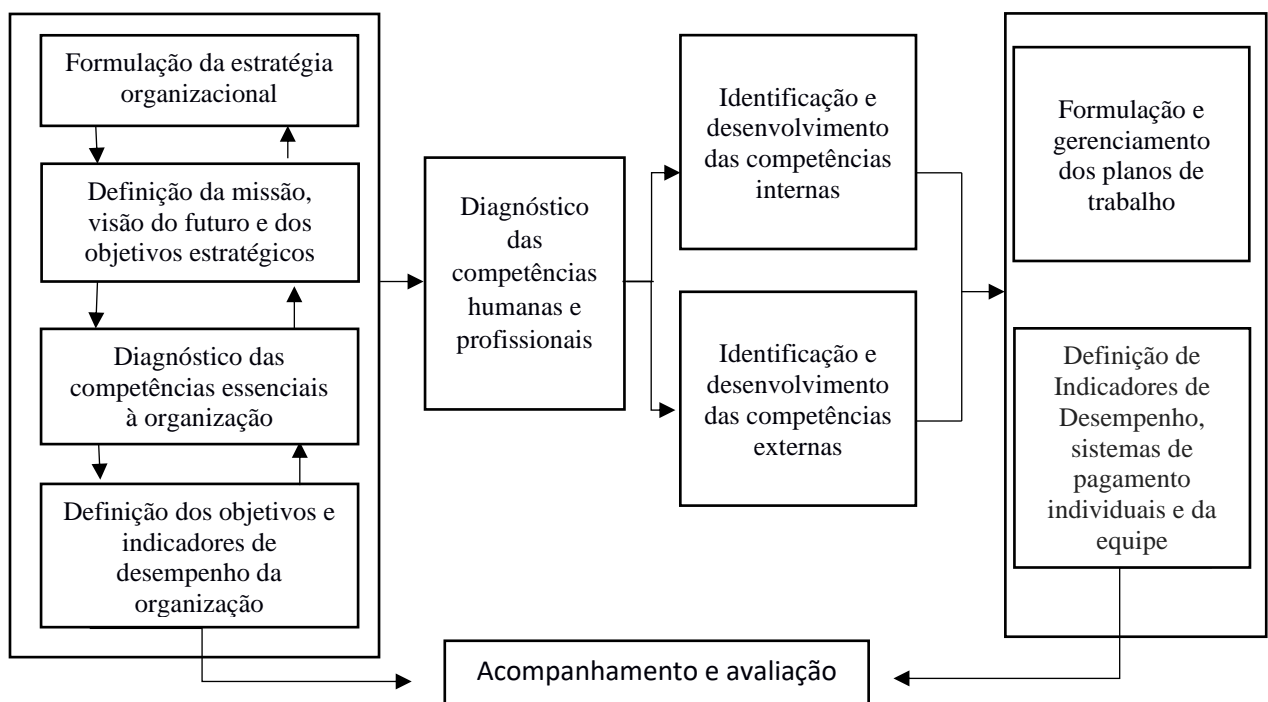 Formulação da estratégia
organizacional
Definição da missão,
visão do futuro e dos
objetivos estratégicos
Diagnóstico das
competências essenciais
à organização
Definição dos objetivos e
indicadores de
desempenho da
organização
Diagnóstico
das
competências
humanas e
profissionais
Identificação e
desenvolvimento
das competências
internas
Identificação e
desenvolvimento
das competências
externas
Formulação e
gerenciamento
dos planos de
trabalho
Definição de
Indicadores de
Desempenho,
sistemas de
pagamento
individuais e da
equipe
Acompanhamento e avaliação